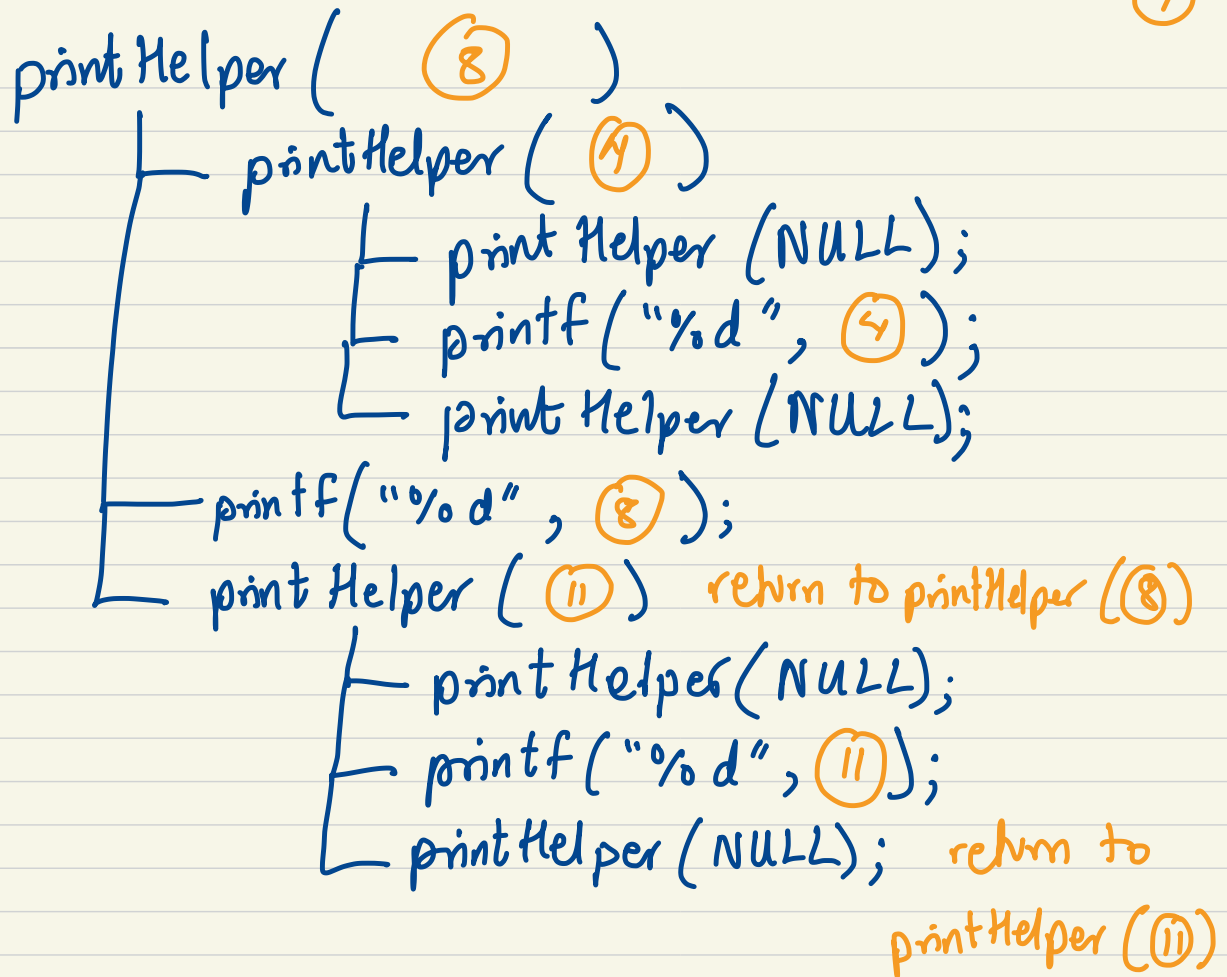 printHelper ( 8 )
printHelper ( 4 )
printHelper (NULL);
printf ("%d", 4);
printHelper (NULL);
printf ("%d", 8);
printHelper ( 11 ) return to printHelper (8)
printHelper (NULL);
printf ("%d", 11);
printHelper (NULL); return to
printHelper (11)